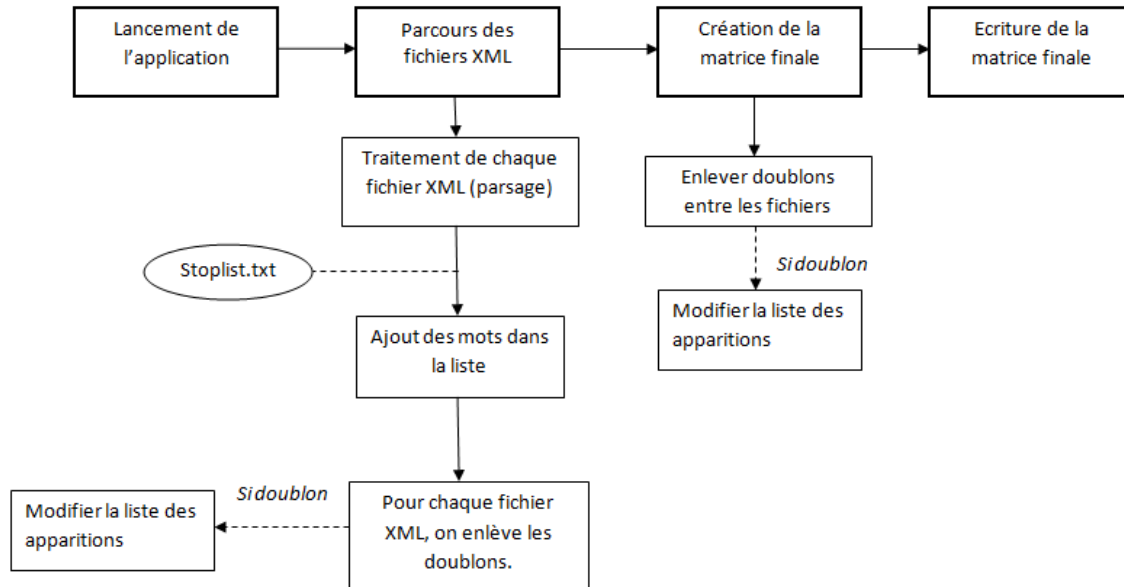 Lancement de
l'application
Parcours des
fichiers XML
Création de la
matrice finale
Ecriture de la
matrice finale
Traitement de chaque
fichier XML (parsage)
Enlever doublons
entre les fichiers
Stoplist.txt
Si doublon
Modifier la liste des
apparitions
Ajout des mots dans
la liste
Si doublon
Modifier la liste des
apparitions
Pour chaque fichier
XML, on enlève les
doublons.